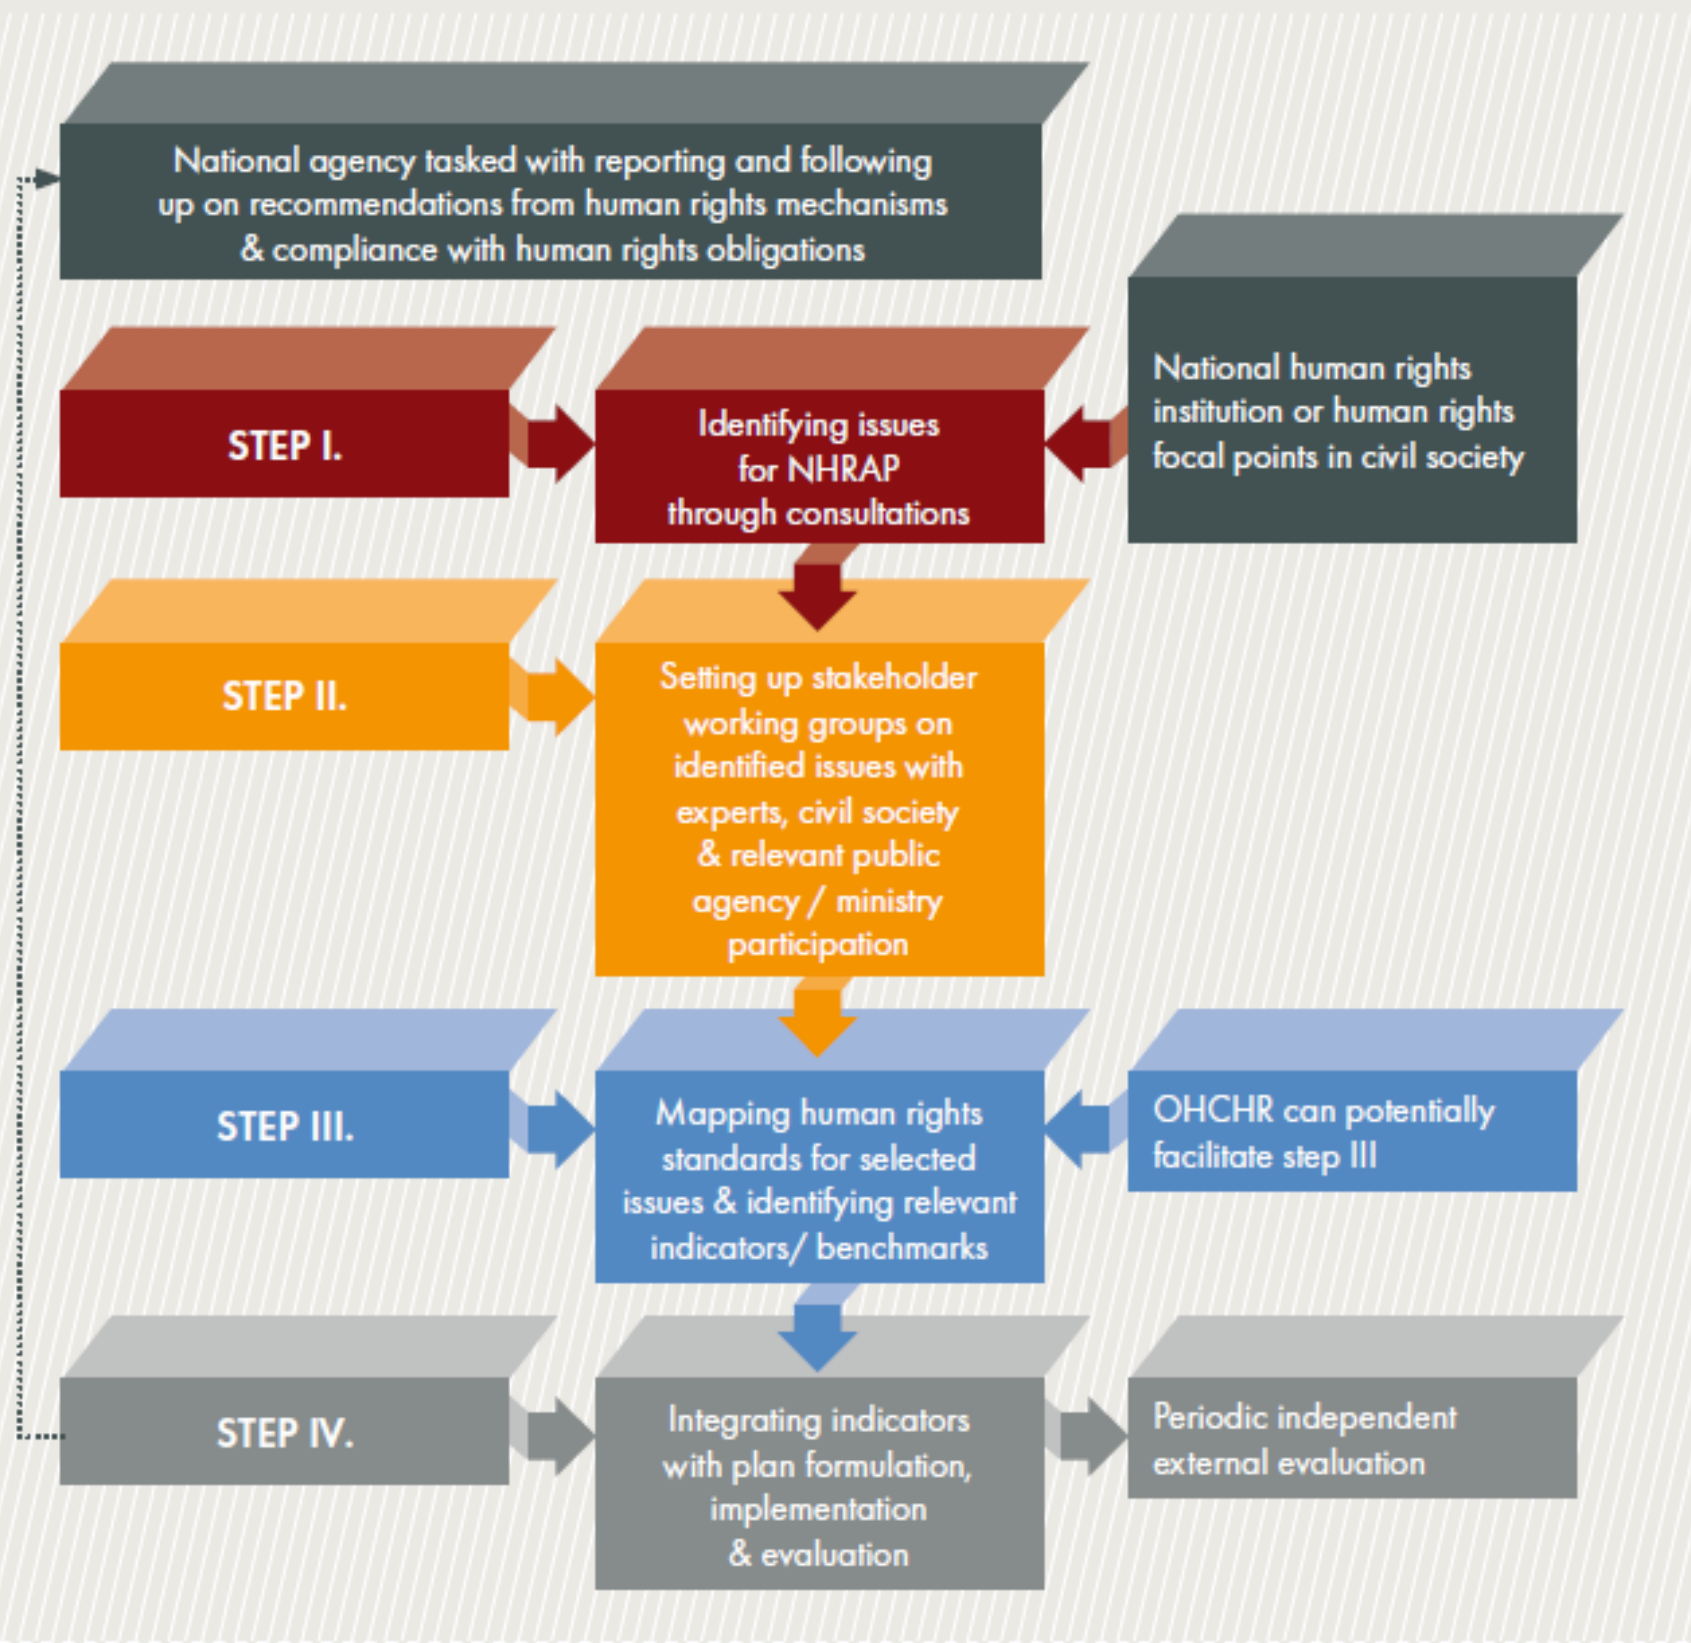 National agency tasked with reporting and following
up on recommendations from human rights mechanisms
& compliance with human rights obligations
National human rights
institution or human rights
focal points in civil society
STEP I.
Identifying issues
for NHRAP
through consultations
STEP II.
Setting up stakeholder
working groups on
identified issues with
experts, civil society
& relevant public
agency / ministry
participation
STEP III.
Mapping human rights
standards for selected
issues & identifying relevant
indicators/ benchmarks
OHCHR can potentially
facilitate step III
STEP IV.
Integrating indicators
with plan formulation,
implementation
& evaluation
Periodic independent
external evaluation